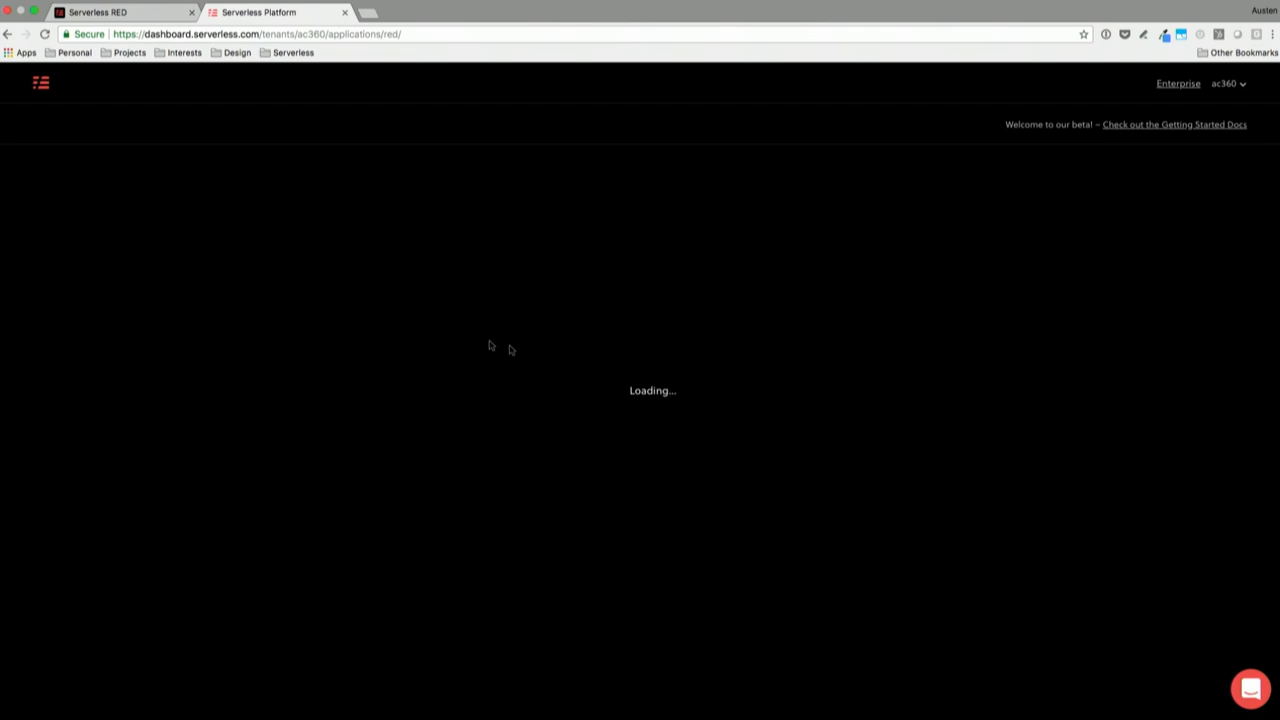 Serverless RED
Serverless Platform
Austen
Secure
https://dashboard.serverless.com/tenants/ac360/applications/red/
Apps Personal Projects Interests Design Serverless Other Bookmarks
Enterprise ac360
Welcome to our beta! – Check out the Getting Started Docs
Loading...